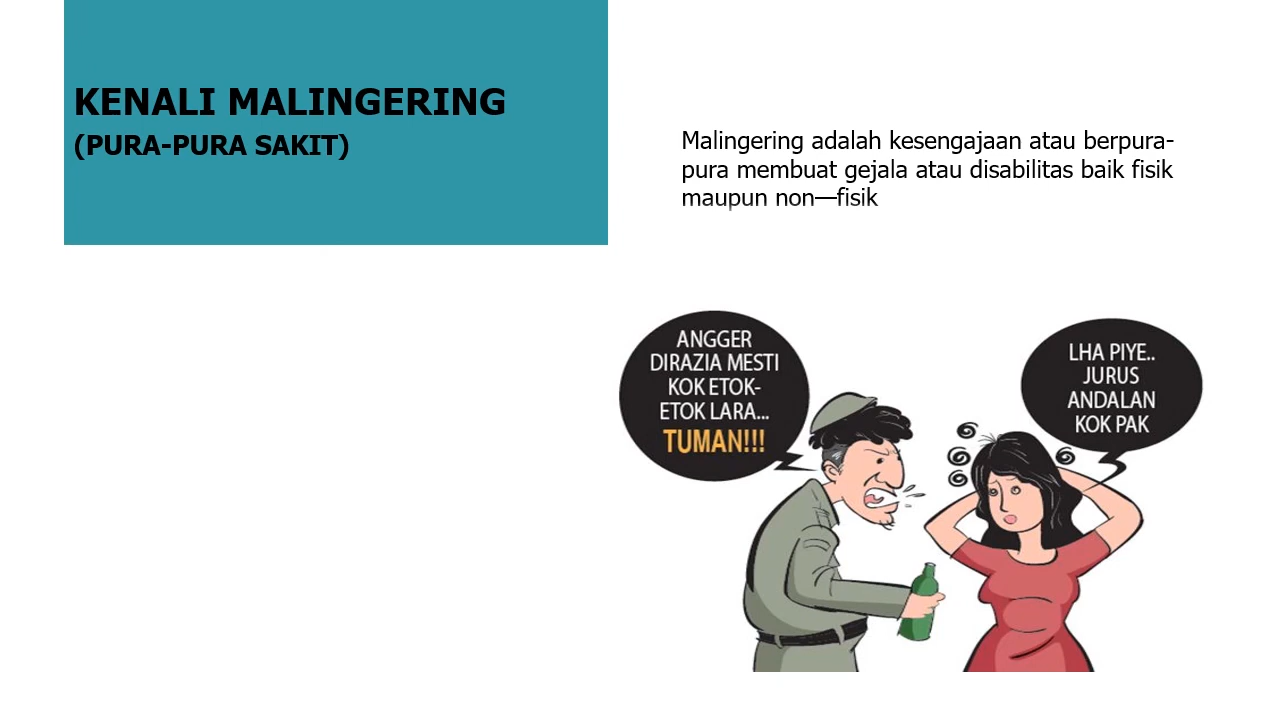 KENALI MALINGERING
(PURA-PURA SAKIT)
Malingering adalah kesengajaan atau berpura-
pura membuat gejala atau disabilitas baik fisik
maupun non—fisik
ANGGER
DIRAZIA MESTI
KOK ETOK-
ETOK LARA...
TUMAN!!!
LHA PIYE..
JURUS
ANDALAN
KOK PAK